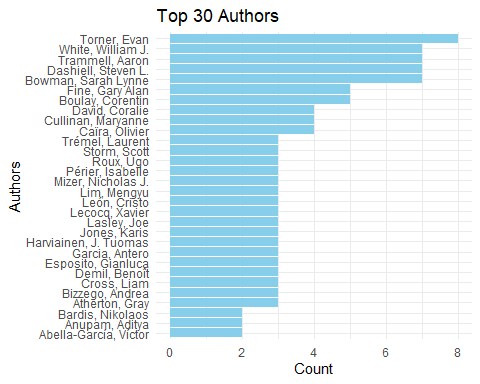 Top 30 Authors
Torner, Evan
White, William J.
Trammell, Aaron
Dashiell, Steven L.
Bowman, Sarah Lynne
Fine, Gary Alan
Boulay, Corentin
David, Coralie
Cullinan, Maryanne
Caïra, Olivier
Trémel, Laurent
Storm, Scott
Roux, Ugo
Périer, Isabelle
Mizer, Nicholas J.
Lim, Mengyu
León, Cristo
Lecocq, Xavier
Lasley, Joe
Jones, Karis
Harviainen, J. Tuomas
Garcia, Antero
Esposito, Gianluca
Demil, Benoît
Cross, Liam
Bizzego, Andrea
Atherton, Gray
Bardis, Nikolaos
Anupam, Aditya
Abella-García, Víctor
Authors
0 2 4 6 8
Count